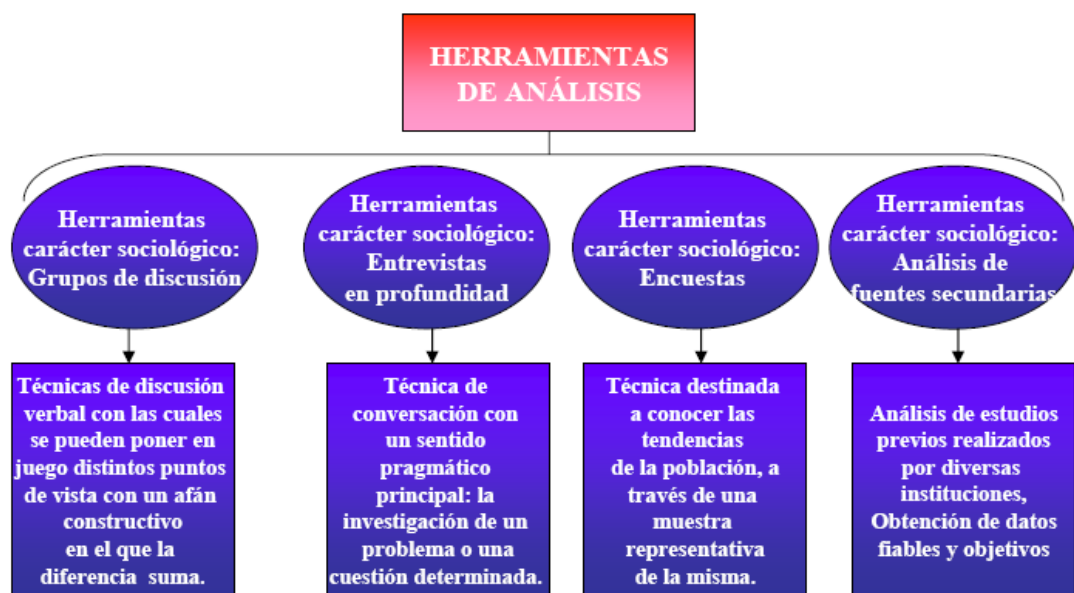 HERRAMIENTAS
DE ANÁLISIS
Herramientas
carácter sociológico:
Grupos de discusión
Herramientas
carácter sociológico:
Entrevistas
en profundidad
Herramientas
carácter sociológico:
Encuestas
Herramientas
carácter sociológico:
Análisis de
fuentes secundarias
Técnicas de discusión
verbal con las cuales
se pueden poner en
juego distintos puntos
de vista con un afán
constructivo
en el que la
diferencia suma.
Técnica de
conversación con
un sentido
pragmático
principal: la
investigación de un
problema o una
cuestión determinada.
Técnica destinada
a conocer las
tendencias
de la población, a
través de una
muestra
representativa
de la misma.
Análisis de estudios
previos realizados
por diversas
instituciones,
Obtención de datos
fiables y objetivos